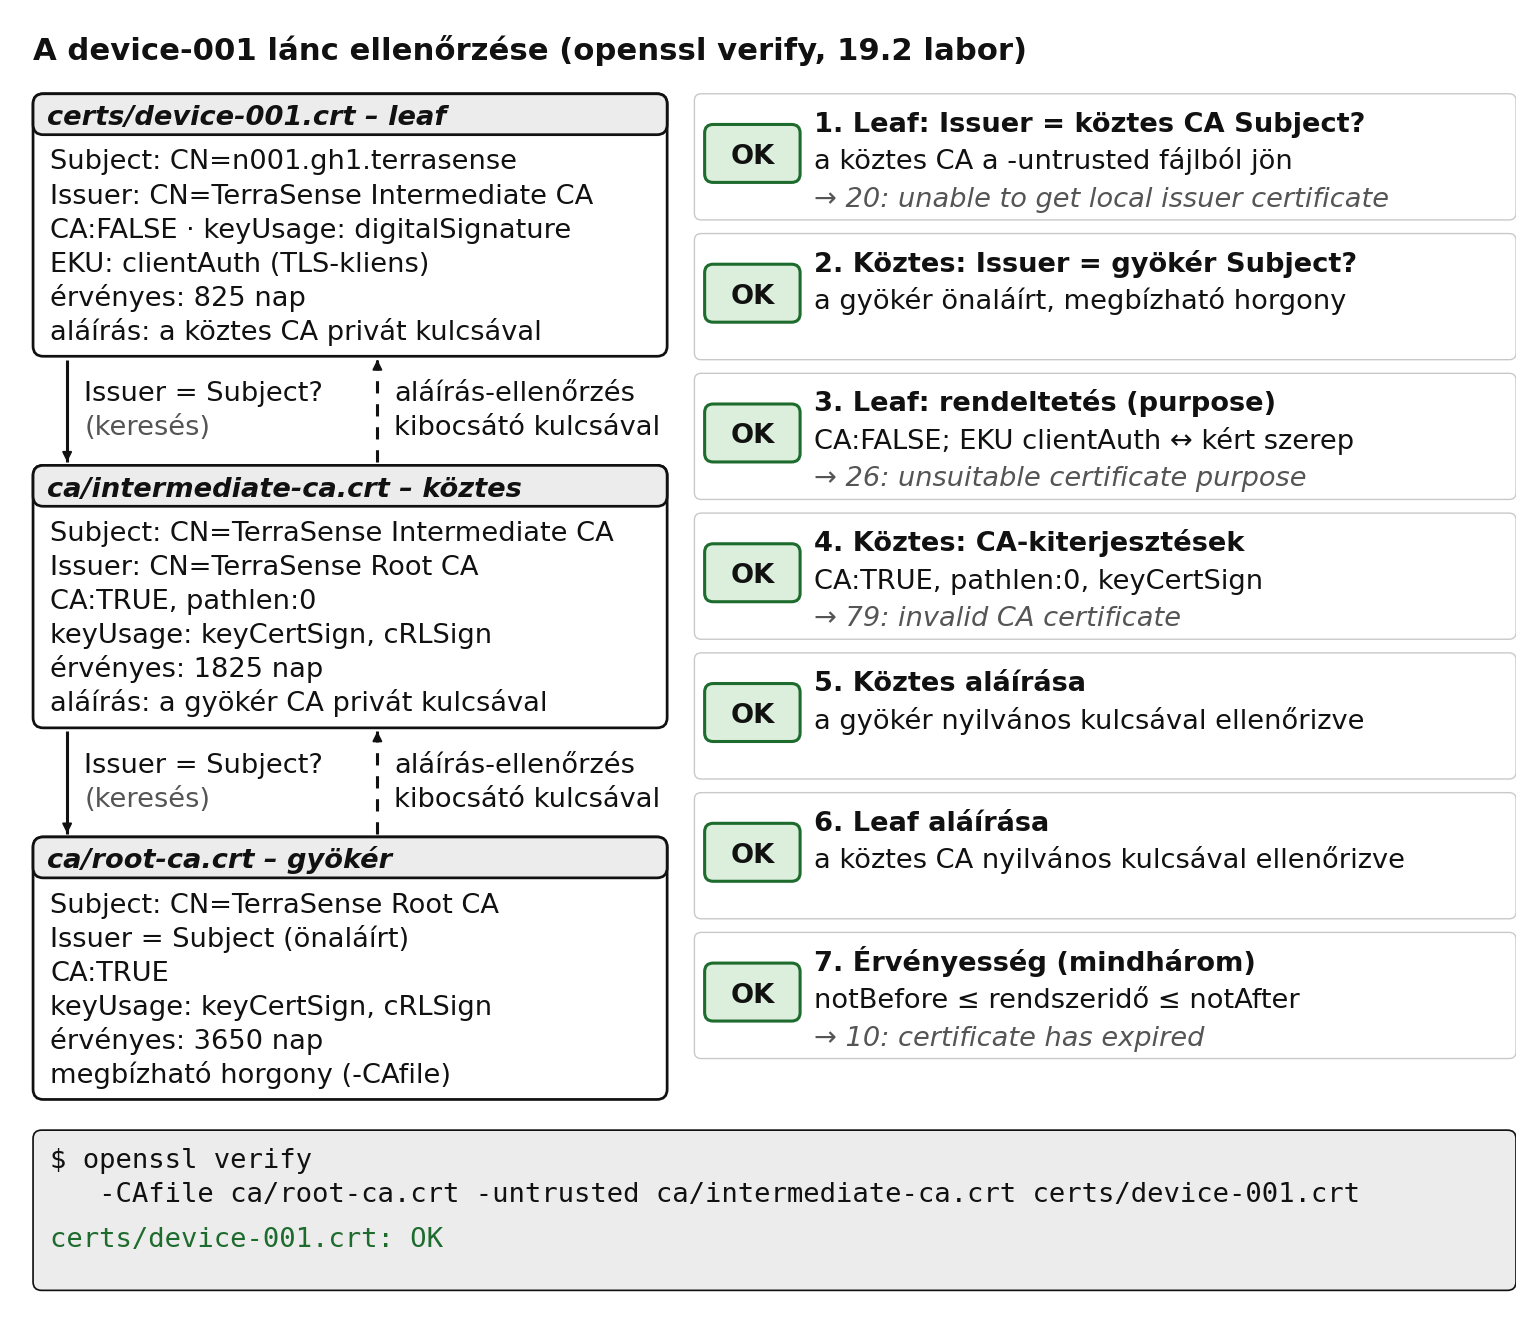 A device-001 lánc ellenőrzése (openssl verify, 19.2 labor)
certs/device-001.crt – leaf
Subject: CN=n001.gh1.terrasense
Issuer: CN=TerraSense Intermediate CA
CA:FALSE · keyUsage: digitalSignature
EKU: clientAuth (TLS-kliens)
érvényes: 825 nap
aláírás: a köztes CA privát kulcsával
Issuer = Subject?
(keresés)
aláírás-ellenőrzés
kibocsátó kulcsával
ca/intermediate-ca.crt – köztes
Subject: CN=TerraSense Intermediate CA
Issuer: CN=TerraSense Root CA
CA:TRUE, pathlen:0
keyUsage: keyCertSign, cRLSign
érvényes: 1825 nap
aláírás: a gyökér CA privát kulcsával
Issuer = Subject?
(keresés)
aláírás-ellenőrzés
kibocsátó kulcsával
ca/root-ca.crt – gyökér
Subject: CN=TerraSense Root CA
Issuer = Subject (önaláírt)
CA:TRUE
keyUsage: keyCertSign, cRLSign
érvényes: 3650 nap
megbízható horgony (-CAfile)
OK
1. Leaf: Issuer = köztes CA Subject?
a köztes CA a -untrusted fájlból jön
→ 20: unable to get local issuer certificate
OK
2. Köztes: Issuer = gyökér Subject?
a gyökér önaláírt, megbízható horgony
OK
3. Leaf: rendeltetés (purpose)
CA:FALSE; EKU clientAuth ↔ kért szerep
→ 26: unsuitable certificate purpose
OK
4. Köztes: CA-kiterjesztések
CA:TRUE, pathlen:0, keyCertSign
→ 79: invalid CA certificate
OK
5. Köztes aláírása
a gyökér nyilvános kulcsával ellenőrizve
OK
6. Leaf aláírása
a köztes CA nyilvános kulcsával ellenőrizve
OK
7. Érvényesség (mindhárom)
notBefore ≤ rendszeridő ≤ notAfter
→ 10: certificate has expired
$ openssl verify
-CAfile ca/root-ca.crt -untrusted ca/intermediate-ca.crt certs/device-001.crt
certs/device-001.crt: OK